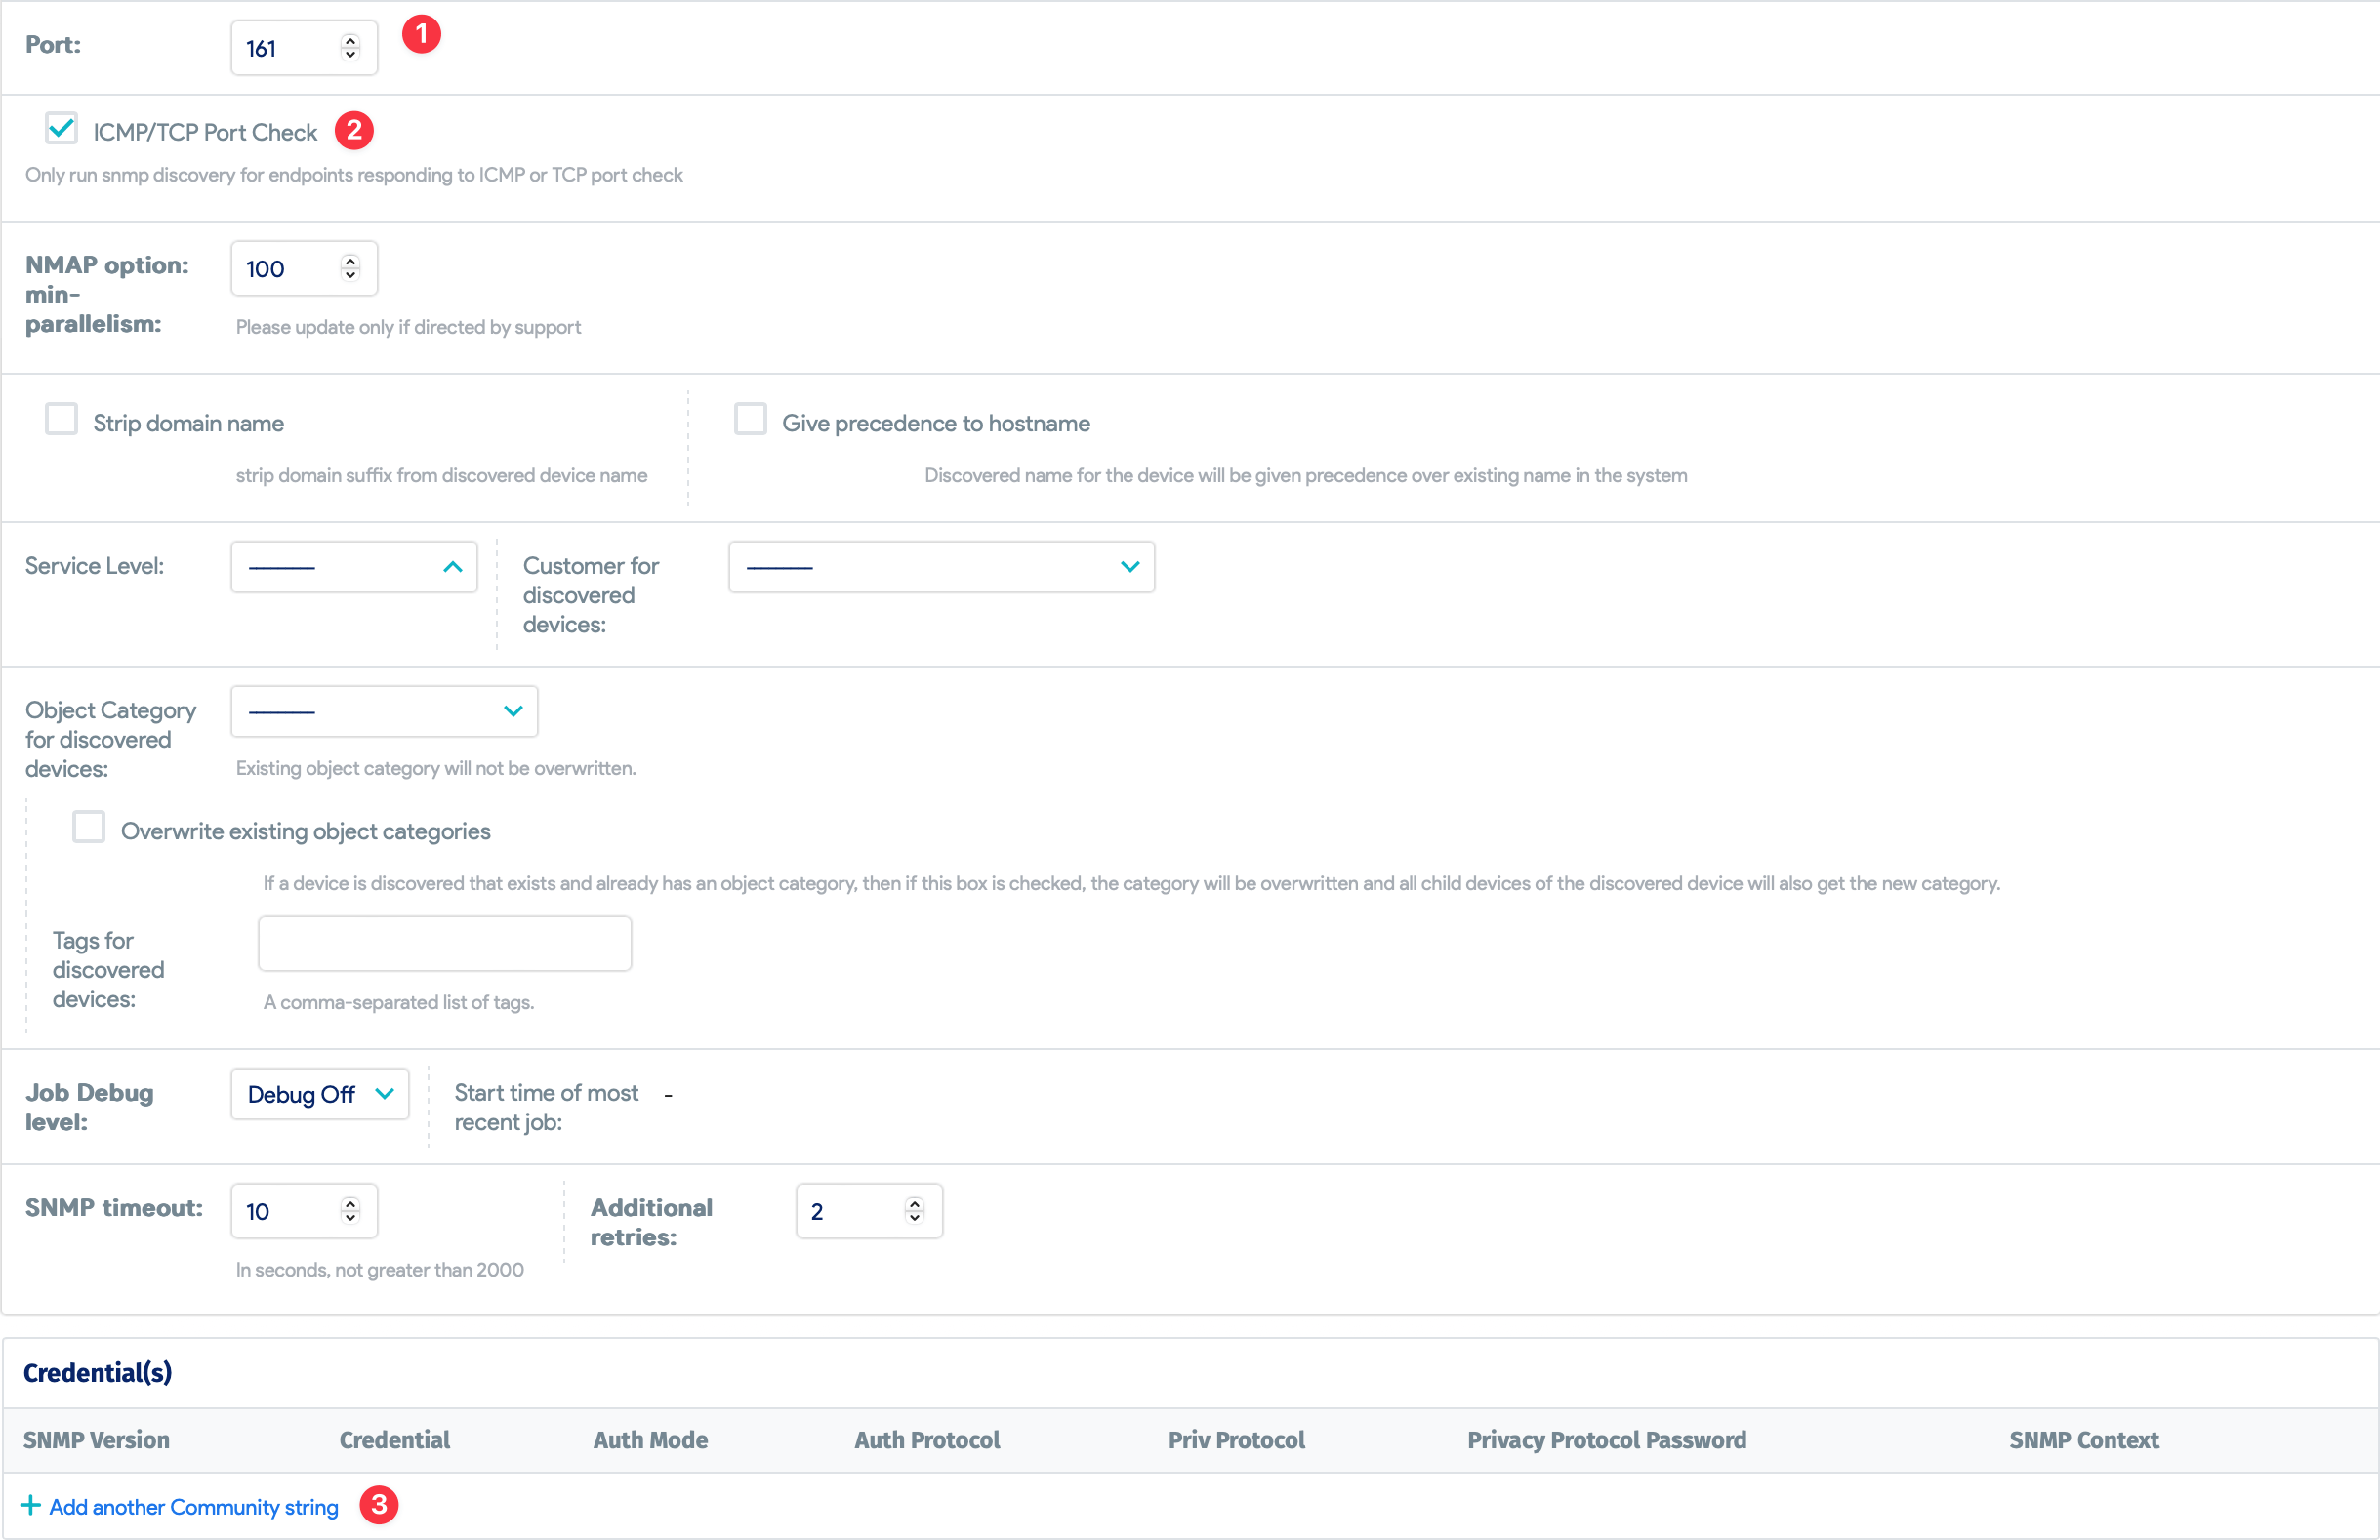 Port:
161
1
ICMP/TCP Port Check
2
Only run snmp discovery for endpoints responding to ICMP or TCP port check
NMAP option:
min-
parallelism:
100
Please update only if directed by support
Strip domain name
strip domain suffix from discovered device name
Give precedence to hostname
Discovered name for the device will be given precedence over existing name in the system
Service Level:
---------
Customer for
discovered
devices:
---------
Object Category
for discovered
devices:
---------
Existing object category will not be overwritten.
Overwrite existing object categories
If a device is discovered that exists and already has an object category, then if this box is checked, the category will be overwritten and all child devices of the discovered device will also get the new category.
Tags for
discovered
devices:
A comma-separated list of tags.
Job Debug
level:
Debug Off
Start time of most
recent job:
-
SNMP timeout:
10
In seconds, not greater than 2000
Additional
retries:
2
Credential(s)
SNMP Version Credential Auth Mode Auth Protocol Priv Protocol Privacy Protocol Password SNMP Context
+ Add another Community string
3